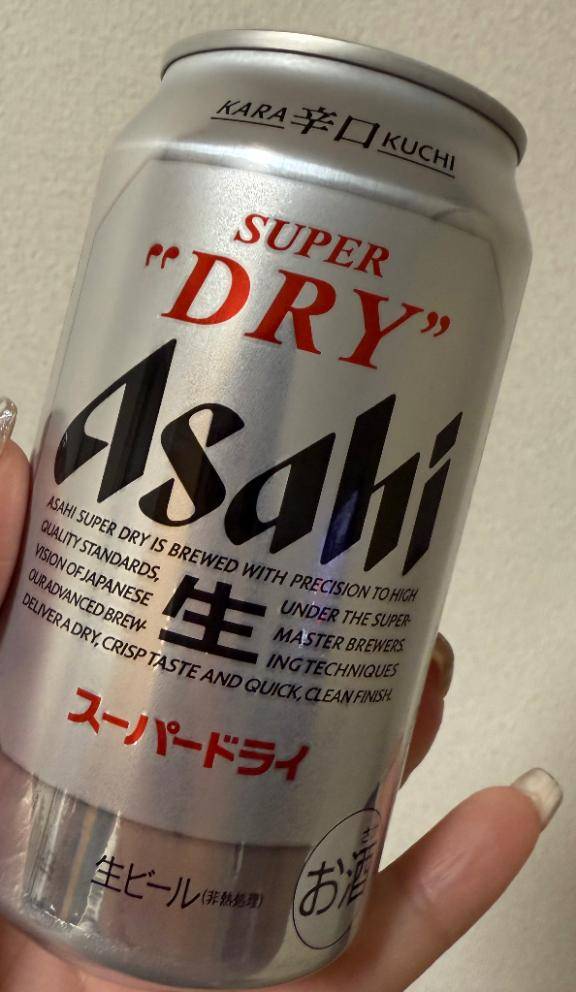 KARA 辛口 KUCHI
SUPER
"DRY"
Asahi
ASAHI SUPER DRY IS BREWED WITH PRECISION TO HIGH
QUALITY STANDARDS, UNDER THE SUPER-
VISION OF JAPANESE 生 MASTER BREWERS.
OUR ADVANCED BREW- ING TECHNIQUES
DELIVER A DRY, CRISP TASTE AND QUICK, CLEAN FINISH.
スーパードライ
生ビール(非熱処理)
お酒